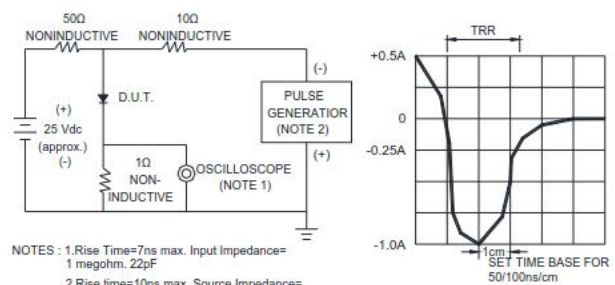 50Ω
NONINDUCTIVE
10Ω
NONINDUCTIVE
(+)
25 Vdc
(approx.)
(-)
D.U.T.
1Ω
NON-
INDUCTIVE
OSCILLOSCOPE
(NOTE 1)
(-)
PULSE
GENERATIOR
(NOTE 2)
(+)
NOTES : 1.Rise Time=7ns max. Input Impedance=
1 megohm. 22pF
2.Rise time=10ns max. Source Impedance=
TRR
+0.5A
0
-0.25A
-1.0A
1cm
SET TIME BASE FOR
50/100ns/cm